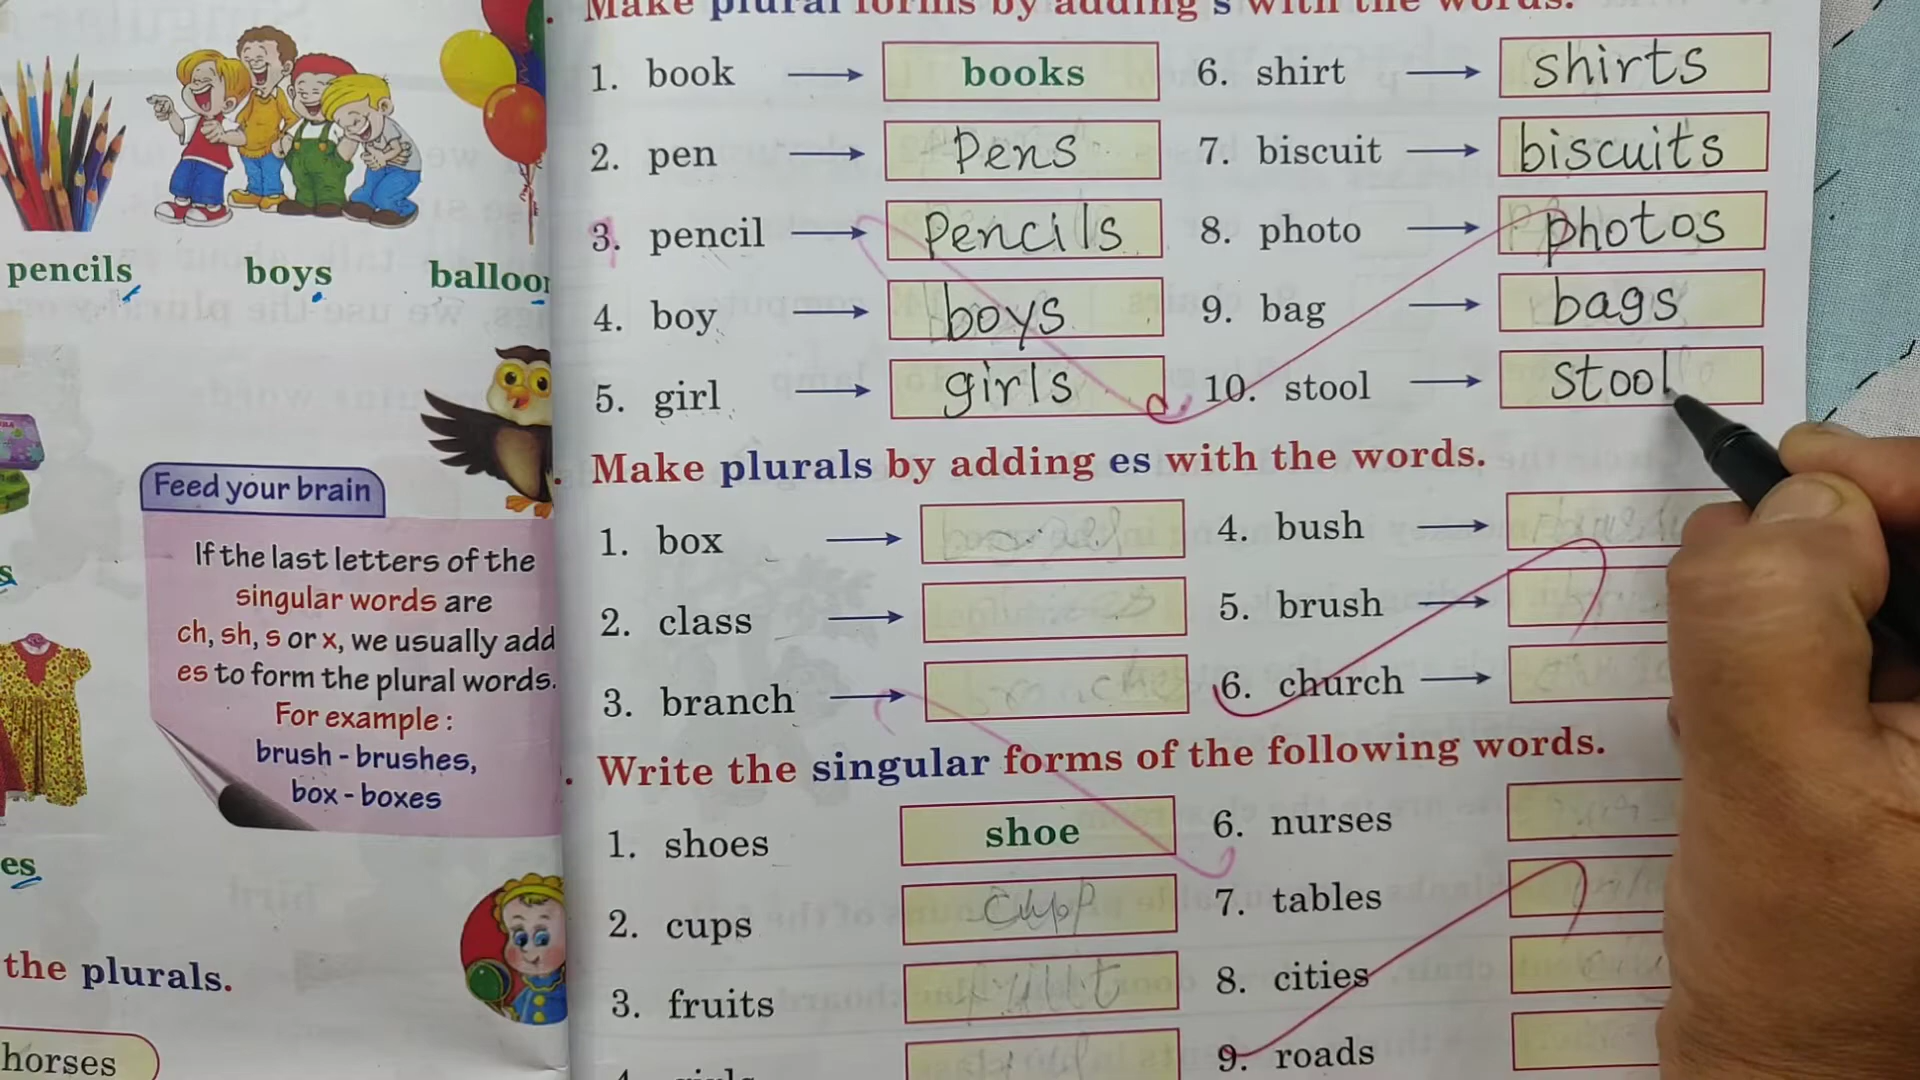 pencils boys balloo
Feed your brain
If the last letters of the
singular words are
ch, sh, s or x, we usually add
es to form the plural words.
For example :
brush - brushes,
box - boxes
s
es
the plurals.
horses
Make plural forms by adding s with the words.
1. book books 6. shirt shirts
2. pen Pens 7. biscuit biscuits
3. pencil Pencils 8. photo photos
4. boy boys 9. bag bags
5. girl girls 10. stool stool
Make plurals by adding es with the words.
1. box 4. bush
2. class 5. brush
3. branch 6. church
Write the singular forms of the following words.
1. shoes shoe 6. nurses
2. cups cup 7. tables
3. fruits 8. cities
9. roads